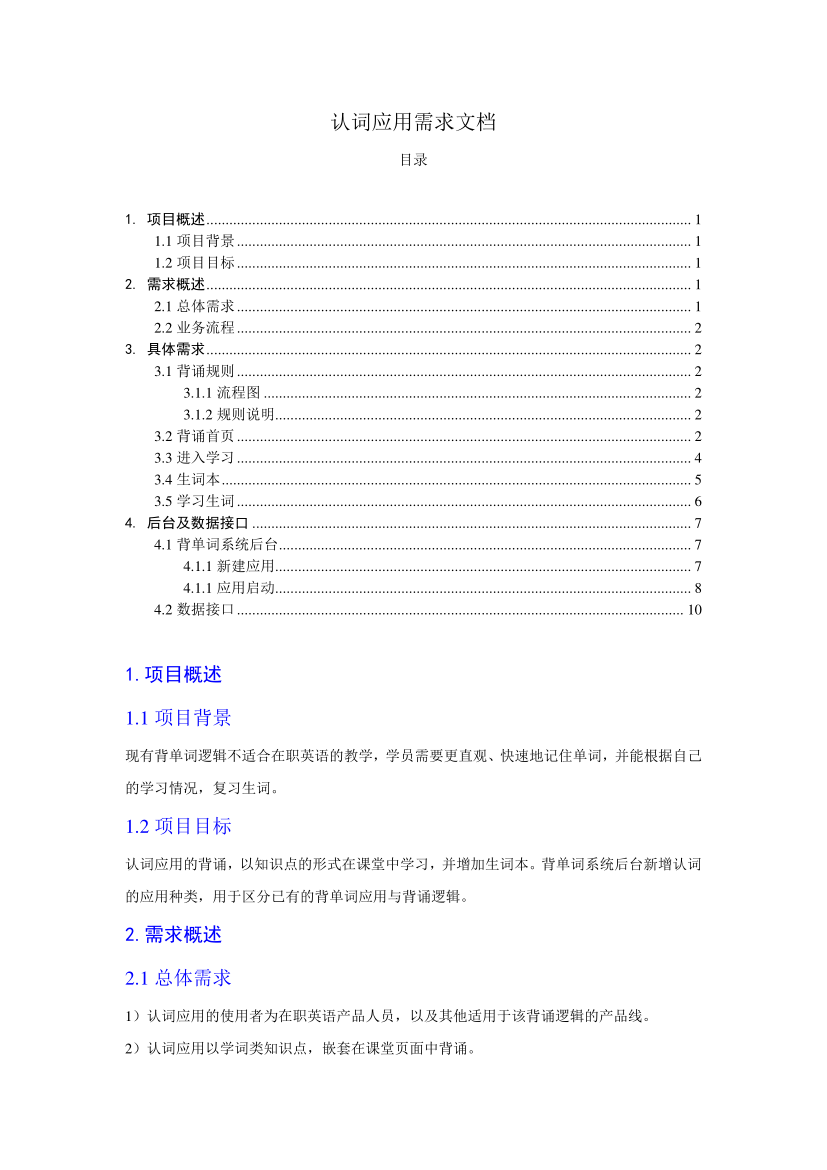 认词应用需求文档
目录
1. 项目概述........................................ 1
1.1 项目背景........................................ 1
1.2 项目目标........................................ 1
2. 需求概述........................................ 1
2.1 总体需求........................................ 1
2.2 业务流程........................................ 2
3. 具体需求........................................ 2
3.1 背诵规则........................................ 2
3.1.1 流程图........................................ 2
3.1.2 规则说明........................................ 2
3.2 背诵首页........................................ 2
3.3 进入学习........................................ 4
3.4 生词本........................................ 5
3.5 学习生词........................................ 6
4. 后台及数据接口........................................ 7
4.1 背单词系统后台........................................ 7
4.1.1 新建应用........................................ 7
4.1.1 应用启动........................................ 8
4.2 数据接口........................................ 10
1.项目概述
1.1 项目背景
现有背单词逻辑不适合在职英语的教学，学员需要更直观、快速地记住单词，并能根据自己
的学习情况，复习生词。
1.2 项目目标
认词应用的背诵，以知识点的形式在课堂中学习，并增加生词本。背单词系统后台新增认词
的应用种类，用于区分已有的背单词应用与背诵逻辑。
2.需求概述
2.1 总体需求
1）认词应用的使用者为在职英语产品人员，以及其他适用于该背诵逻辑的产品线。
2）认词应用以学词类知识点，嵌套在课堂页面中背诵。